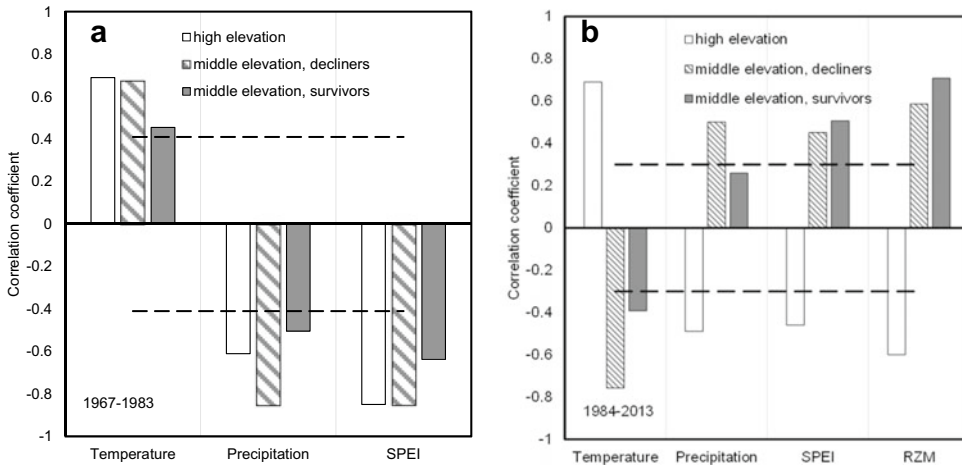 a
high elevation
middle elevation, decliners
middle elevation, survivors
Correlation coefficient
1
0.8
0.6
0.4
0.2
0
-0.2
-0.4
-0.6
-0.8
-1
1967-1983
Temperature Precipitation SPEI
b
high elevation
middle elevation, decliners
middle elevation, survivors
Correlation coefficient
1
0.8
0.6
0.4
0.2
0
-0.2
-0.4
-0.6
-0.8
-1
1984-2013
Temperature Precipitation SPEI RZM